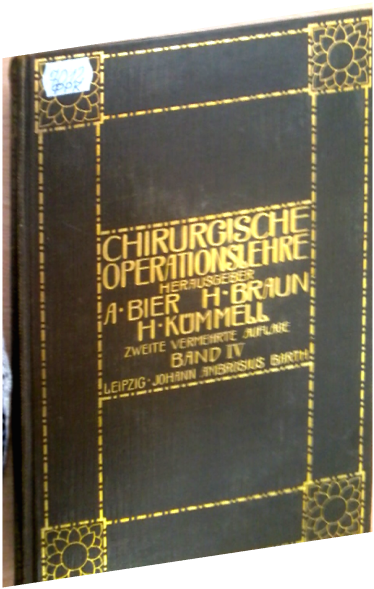 CHIRURGISCHE
OPERATIONSLEHRE
HERAUSGEBER
A·BIER H·BRAUN
H·KÜMMELL
ZWEITE VERMEHRTE AUFLAGE
BAND IV
LEIPZIG·JOHANN AMBROSIUS BARTH